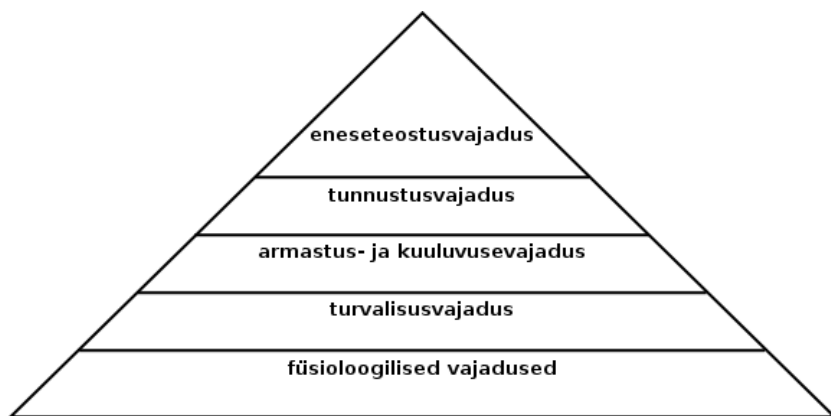 eneseteostusvajadus
tunnustusvajadus
armastus- ja kuuluvusevajadus
turvalisusvajadus
füsioloogilised vajadused